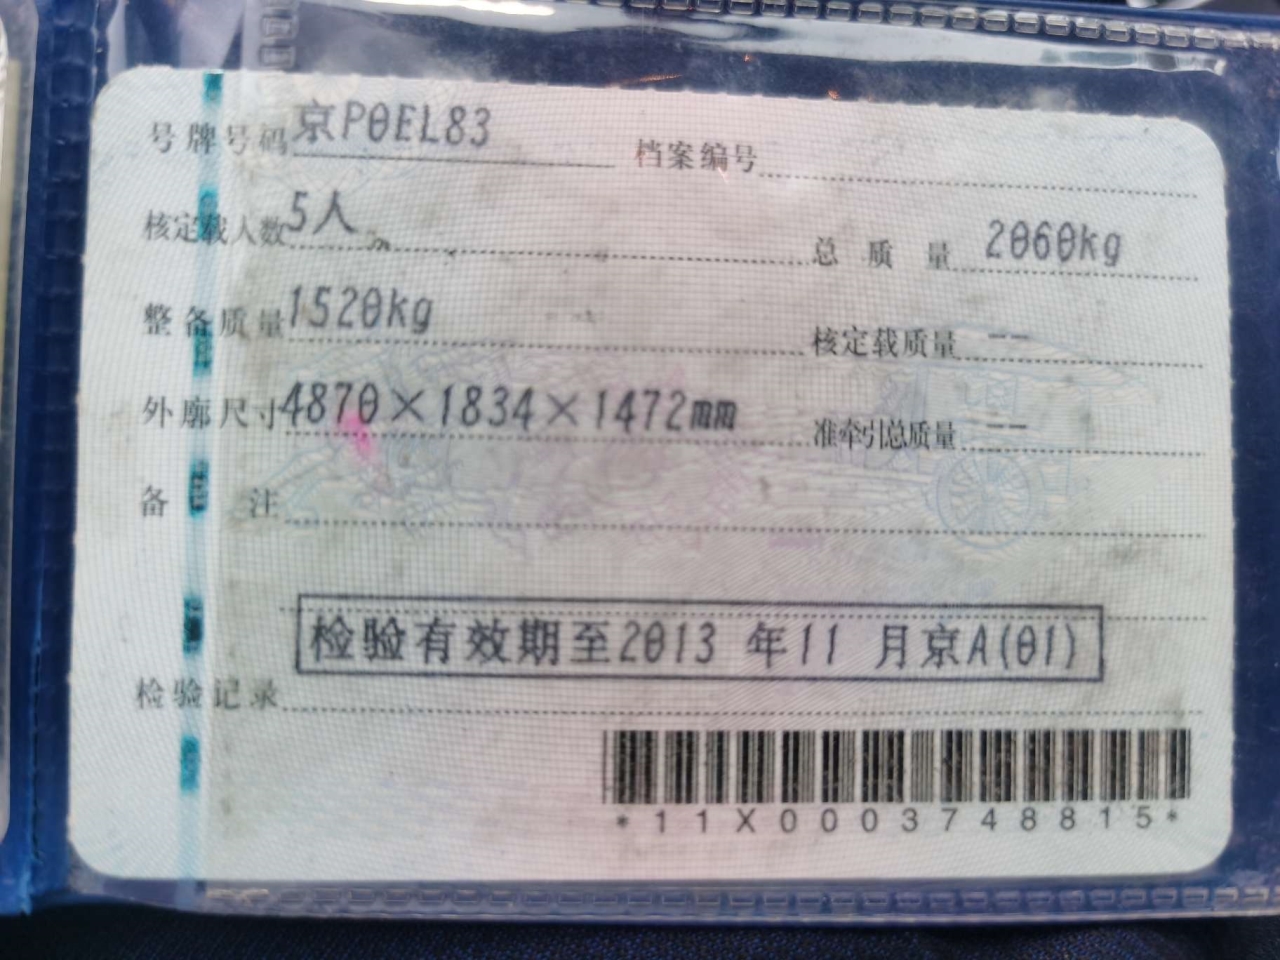 号牌号码 京P0EL83 档案编号
核定载人数 5人 总质量 2060kg
整备质量 1520kg 核定载质量 --
外廓尺寸 4870×1834×1472mm 准牵引总质量 --
备注
检验有效期至2013 年11 月京A(01)
检验记录
*11X0003748815*